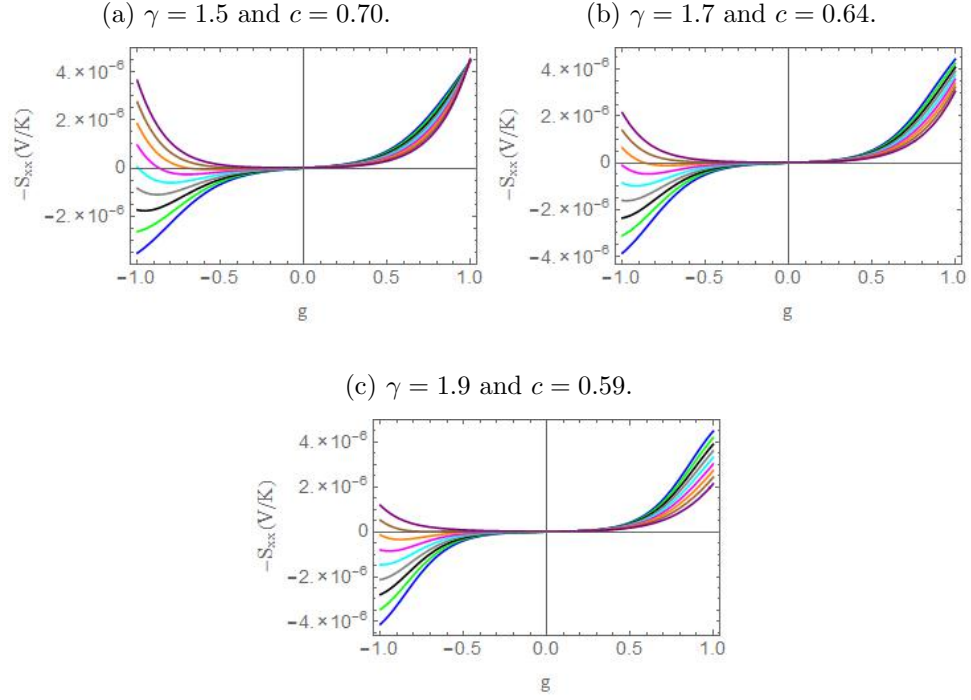 (a) γ = 1.5 and c = 0.70.
(b) γ = 1.7 and c = 0.64.
4.×10⁻⁶
2.×10⁻⁶
0
−2.×10⁻⁶
−1.0 −0.5 0.0 0.5 1.0
g
−Sₓₓ(V/K)
4.×10⁻⁶
2.×10⁻⁶
0
−2.×10⁻⁶
−4.×10⁻⁶
−1.0 −0.5 0.0 0.5 1.0
g
−Sₓₓ(V/K)
(c) γ = 1.9 and c = 0.59.
4.×10⁻⁶
2.×10⁻⁶
0
−2.×10⁻⁶
−4.×10⁻⁶
−1.0 −0.5 0.0 0.5 1.0
g
−Sₓₓ(V/K)